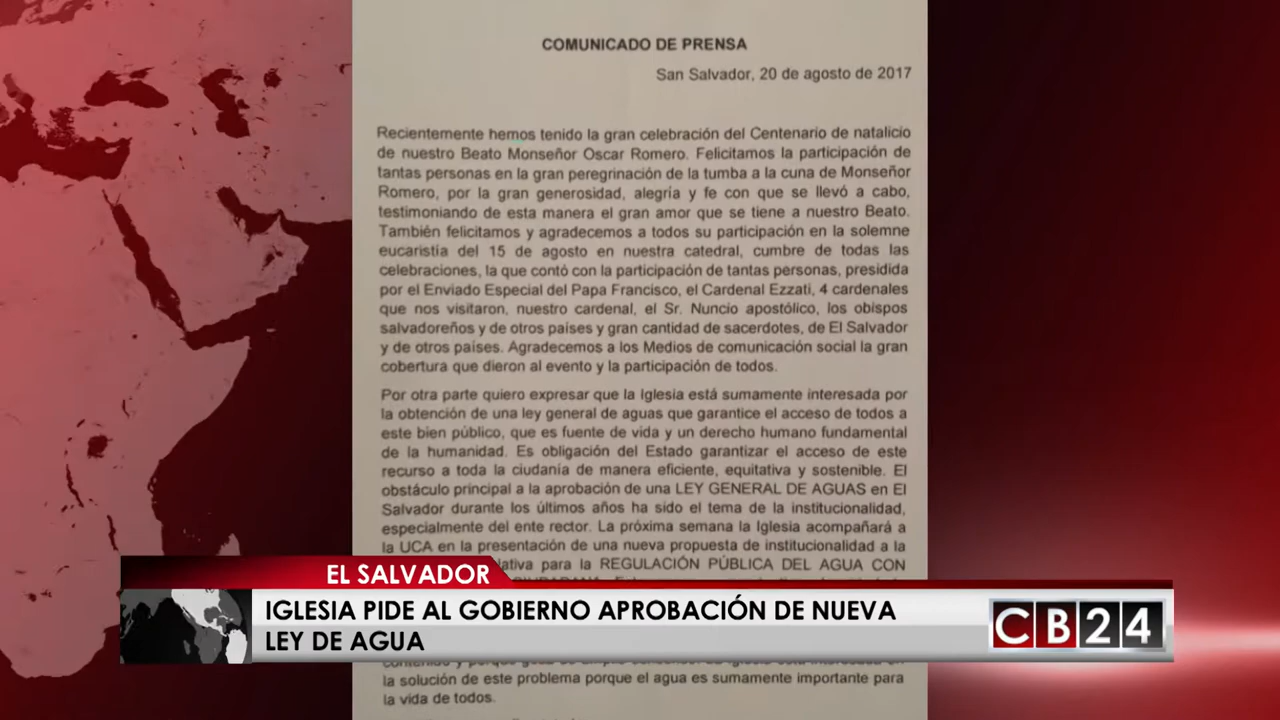 COMUNICADO DE PRENSA
San Salvador, 20 de agosto de 2017
Recientemente hemos tenido la gran celebración del Centenario de natalicio
de nuestro Beato Monseñor Oscar Romero. Felicitamos la participación de
tantas personas en la gran peregrinación de la tumba a la cuna de Monseñor
Romero, por la gran generosidad, alegría y fe con que se llevó a cabo,
testimoniando de esta manera el gran amor que se tiene a nuestro Beato.
También felicitamos y agradecemos a todos su participación en la solemne
eucaristía del 15 de agosto en nuestra catedral, cumbre de todas las
celebraciones, la que contó con la participación de tantas personas, presidida
por el Enviado Especial del Papa Francisco, el Cardenal Ezzati, 4 cardenales
que nos visitaron, nuestro cardenal, el Sr. Nuncio apostólico, los obispos
salvadoreños y de otros países y gran cantidad de sacerdotes, de El Salvador
y de otros países. Agradecemos a los Medios de comunicación social la gran
cobertura que dieron al evento y la participación de todos.
Por otra parte quiero expresar que la Iglesia está sumamente interesada por
la obtención de una ley general de aguas que garantice el acceso de todos a
este bien público, que es fuente de vida y un derecho humano fundamental
de la humanidad. Es obligación del Estado garantizar el acceso de este
recurso a toda la ciudanía de manera eficiente, equitativa y sostenible. El
obstáculo principal a la aprobación de una LEY GENERAL DE AGUAS en El
Salvador durante los últimos años ha sido el tema de la institucionalidad,
especialmente del ente rector. La próxima semana la Iglesia acompañará a
la UCA en la presentación de una nueva propuesta de institucionalidad a la
lativa para la REGULACIÓN PÚBLICA DEL AGUA CON
EL SALVADOR
IGLESIA PIDE AL GOBIERNO APROBACIÓN DE NUEVA
LEY DE AGUA
CB24
la solución de este problema porque el agua es sumamente importante para
la vida de todos.